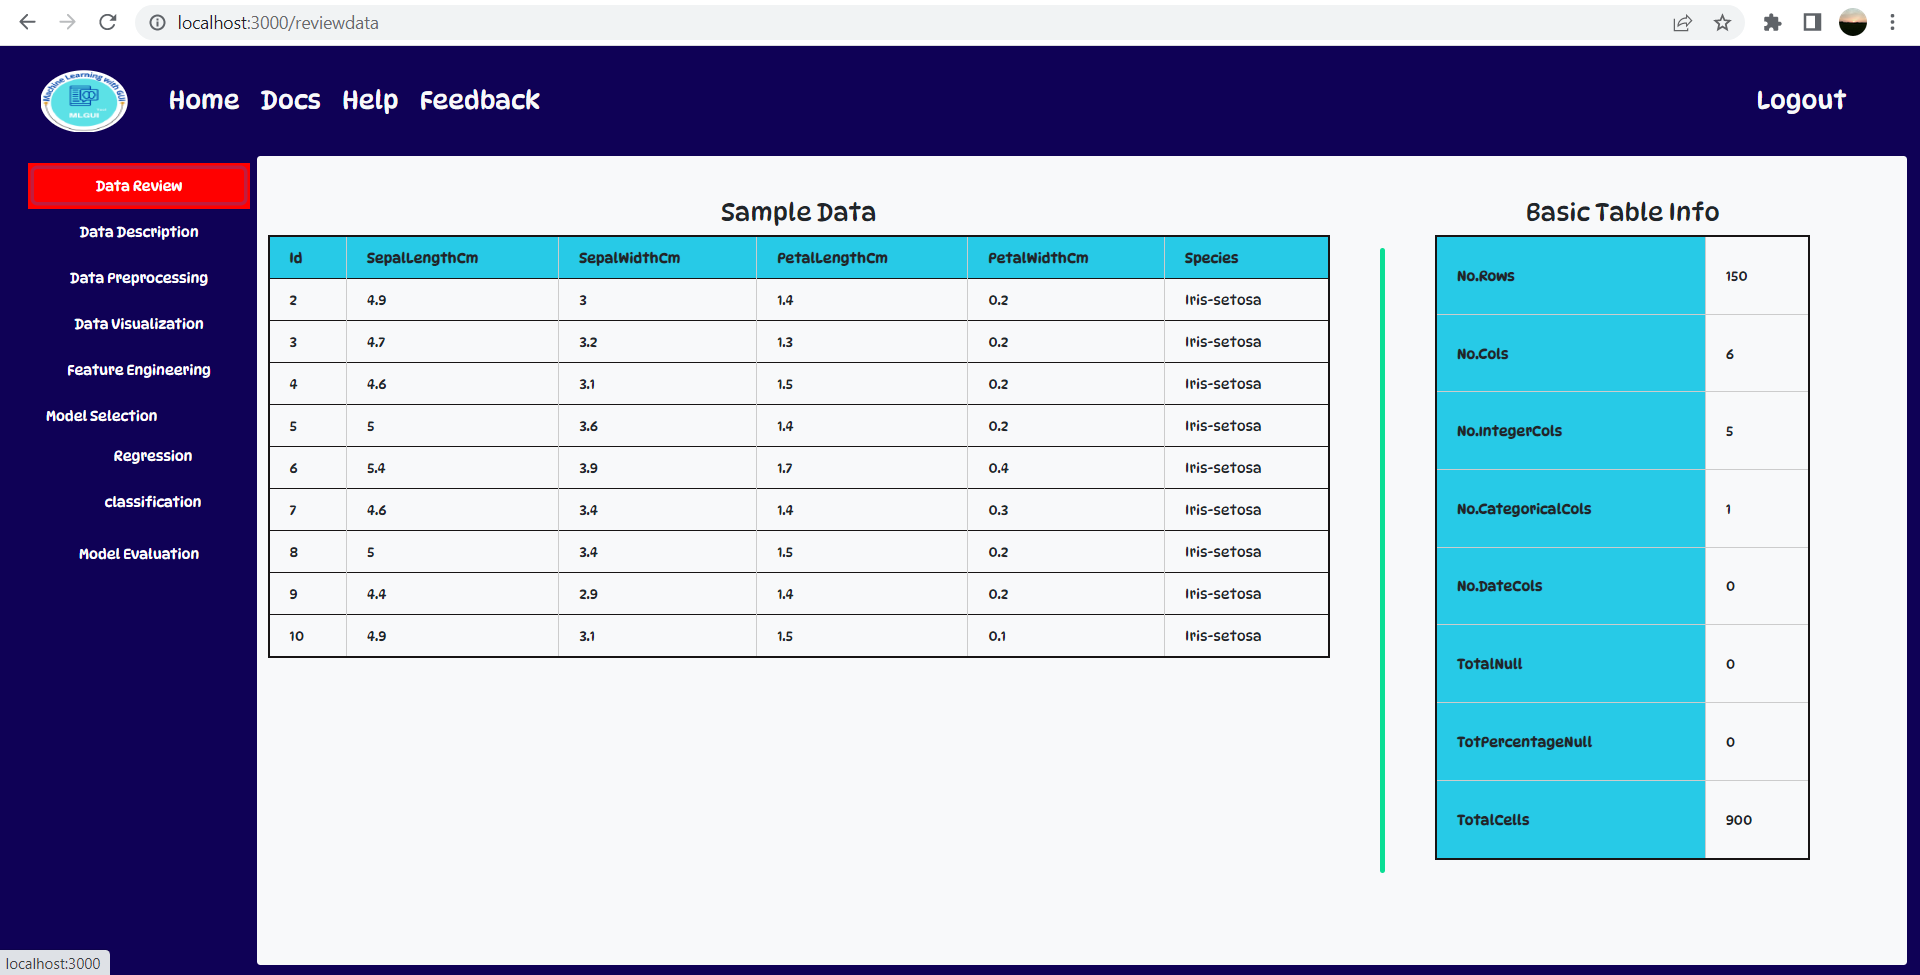 localhost:3000/reviewdata
Machine Learning with GUI
MLGUI
Home Docs Help Feedback Logout
Data Review
Data Description
Data Preprocessing
Data Visualization
Feature Engineering
Model Selection
Regression
classification
Model Evaluation
Sample Data
Id SepalLengthCm SepalWidthCm PetalLengthCm PetalWidthCm Species
2 4.9 3 1.4 0.2 Iris-setosa
3 4.7 3.2 1.3 0.2 Iris-setosa
4 4.6 3.1 1.5 0.2 Iris-setosa
5 5 3.6 1.4 0.2 Iris-setosa
6 5.4 3.9 1.7 0.4 Iris-setosa
7 4.6 3.4 1.4 0.3 Iris-setosa
8 5 3.4 1.5 0.2 Iris-setosa
9 4.4 2.9 1.4 0.2 Iris-setosa
10 4.9 3.1 1.5 0.1 Iris-setosa
Basic Table Info
No.Rows 150
No.Cols 6
No.IntegerCols 5
No.CategoricalCols 1
No.DateCols 0
TotalNull 0
TotPercentageNull 0
TotalCells 900
localhost:3000